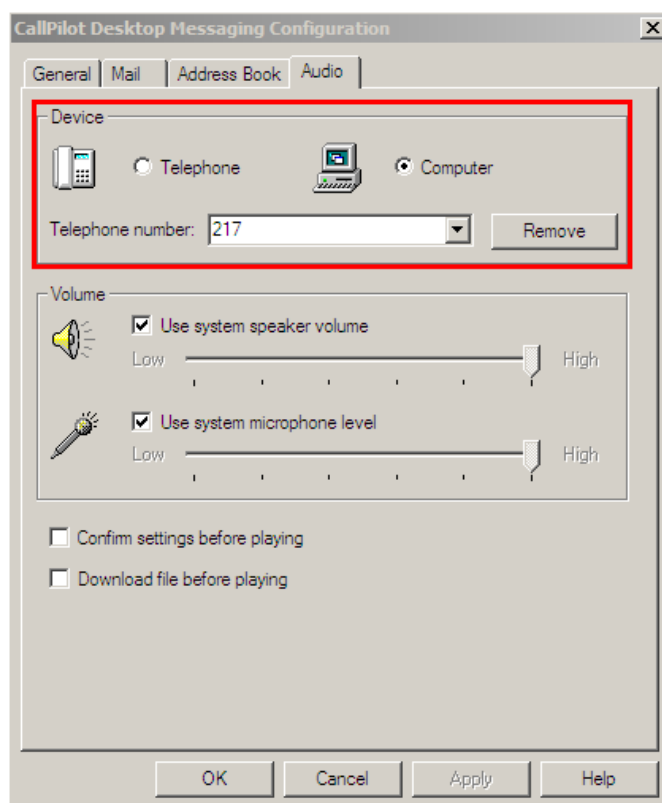 CallPilot Desktop Messaging Configuration
General Mail Address Book Audio
Device
Telephone Computer
Telephone number: 217 Remove
Volume
Use system speaker volume
Low High
Use system microphone level
Low High
Confirm settings before playing
Download file before playing
OK Cancel Apply Help